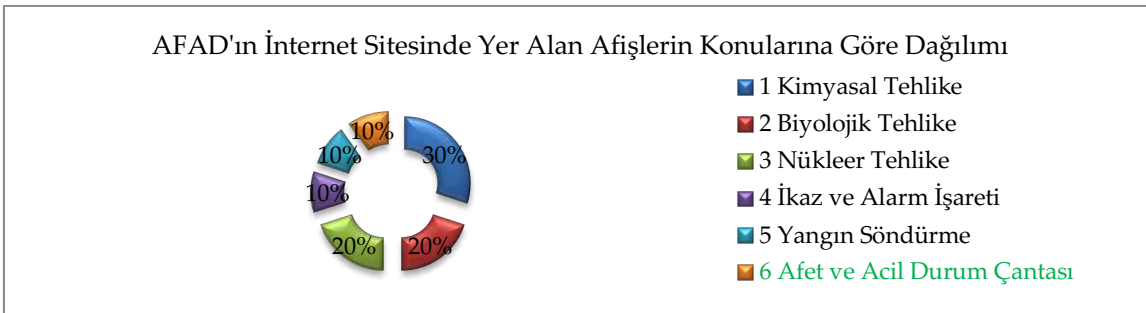 AFAD'ın İnternet Sitesinde Yer Alan Afişlerin Konularına Göre Dağılımı
1 Kimyasal Tehlike
2 Biyolojik Tehlike
3 Nükleer Tehlike
4 İkaz ve Alarm İşareti
5 Yangın Söndürme
6 Afet ve Acil Durum Çantası
10%
30%
10%
10%
20%
20%